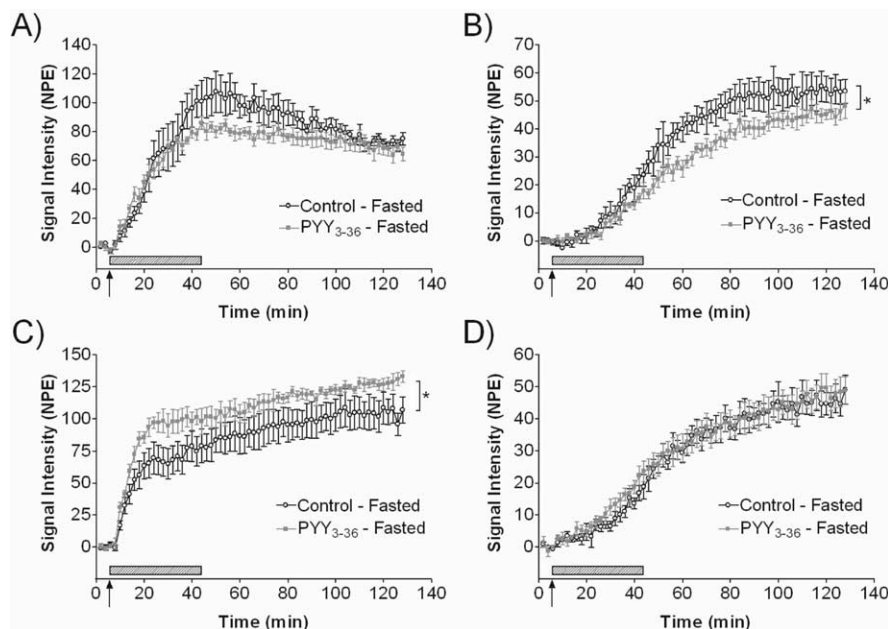 A)
Signal Intensity (NPE)
140
120
100
80
60
40
20
0
Control - Fasted
PYY3-36 - Fasted
0 20 40 60 80 100 120 140
Time (min)
B)
Signal Intensity (NPE)
70
60
50
40
30
20
10
0
*
Control - Fasted
PYY3-36 - Fasted
0 20 40 60 80 100 120 140
Time (min)
C)
Signal Intensity (NPE)
150
125
100
75
50
25
0
*
Control - Fasted
PYY3-36 - Fasted
0 20 40 60 80 100 120 140
Time (min)
D)
Signal Intensity (NPE)
60
50
40
30
20
10
0
Control - Fasted
PYY3-36 - Fasted
0 20 40 60 80 100 120 140
Time (min)